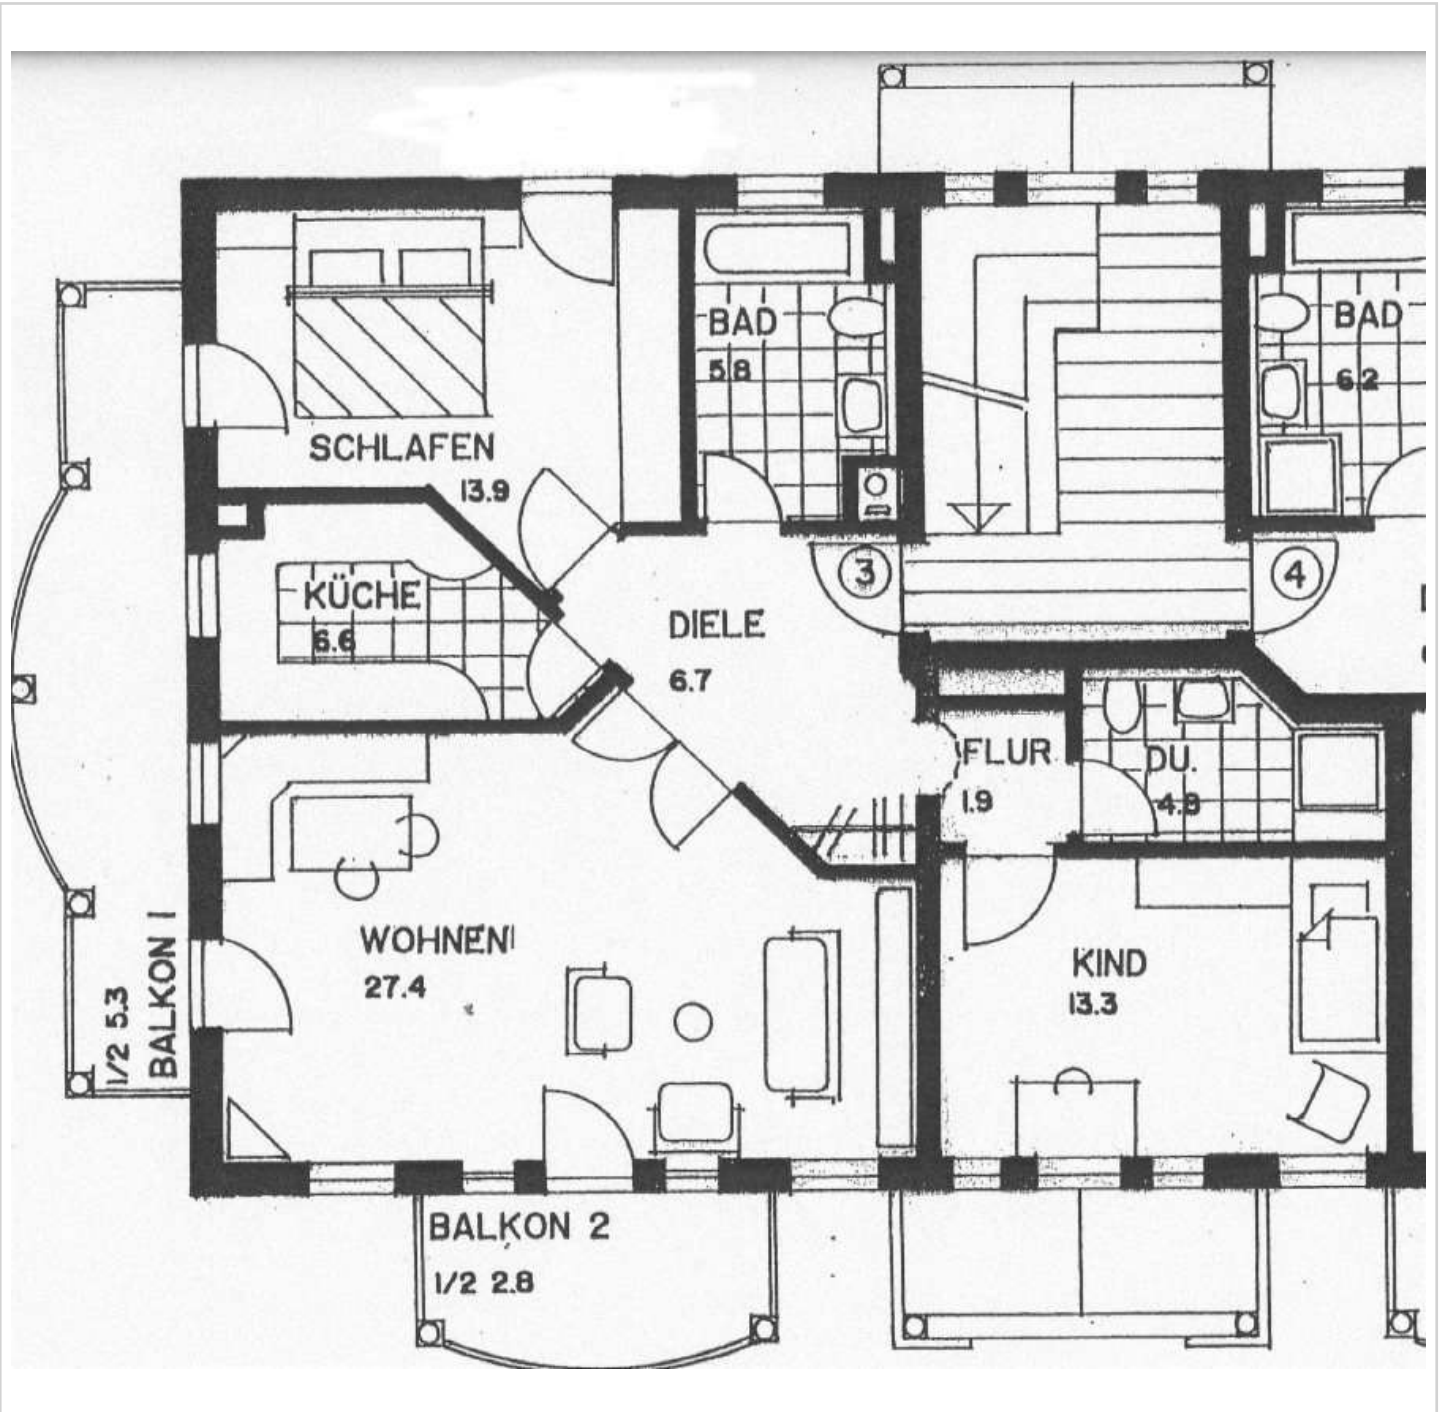 BAD
5.8
BAD
6.2
SCHLAFEN
13.9
3
4
KÜCHE
6.6
DIELE
6.7
FLUR
1.9
DU.
4.8
WOHNEN
27.4
KIND
13.3
BALKON 1
1/2 5.3
BALKON 2
1/2 2.8